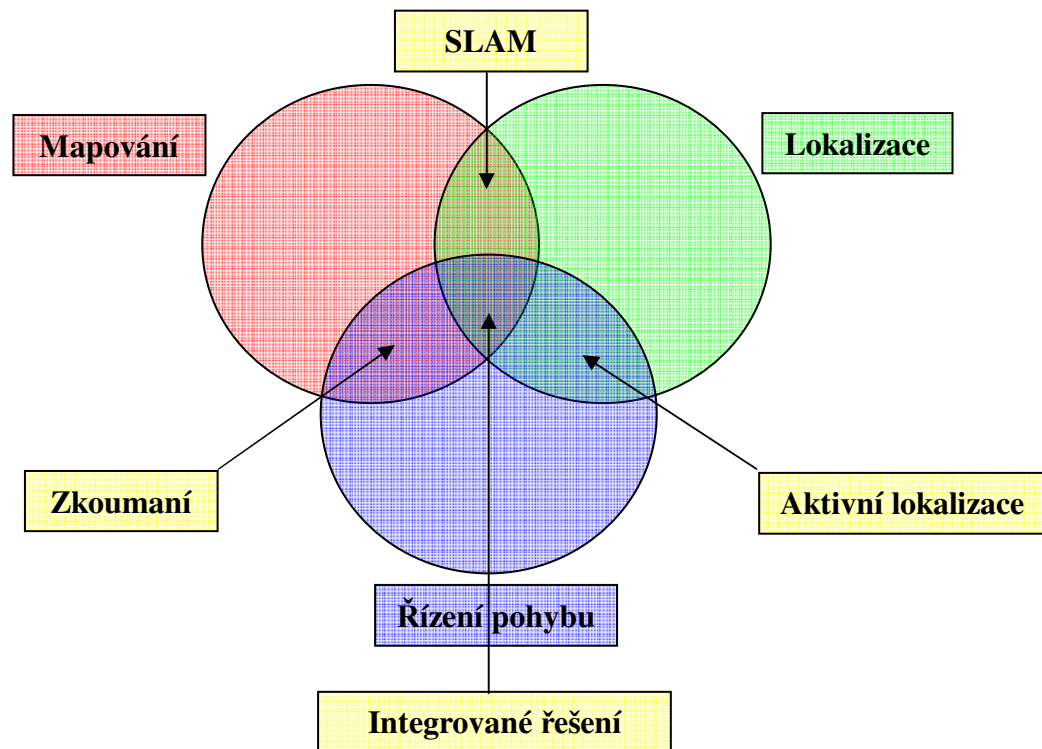 SLAM
Mapování
Lokalizace
Zkoumaní
Aktivní lokalizace
Řízení pohybu
Integrované řešení